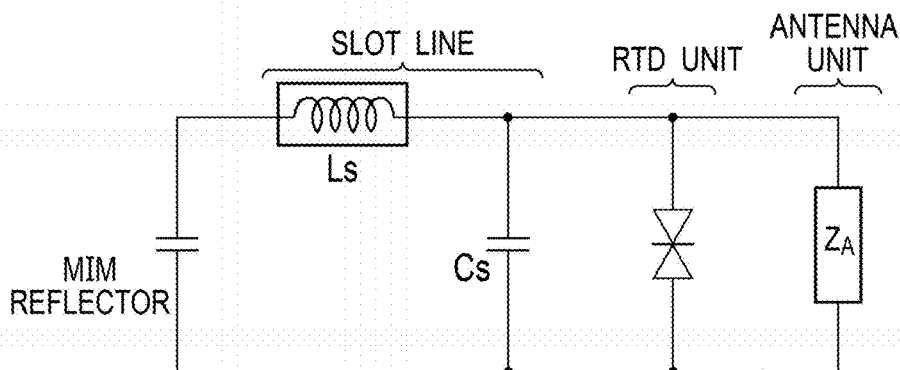 SLOT LINE
RTD UNIT
ANTENNA
UNIT
Ls
Cs
ZA
MIM
REFLECTOR